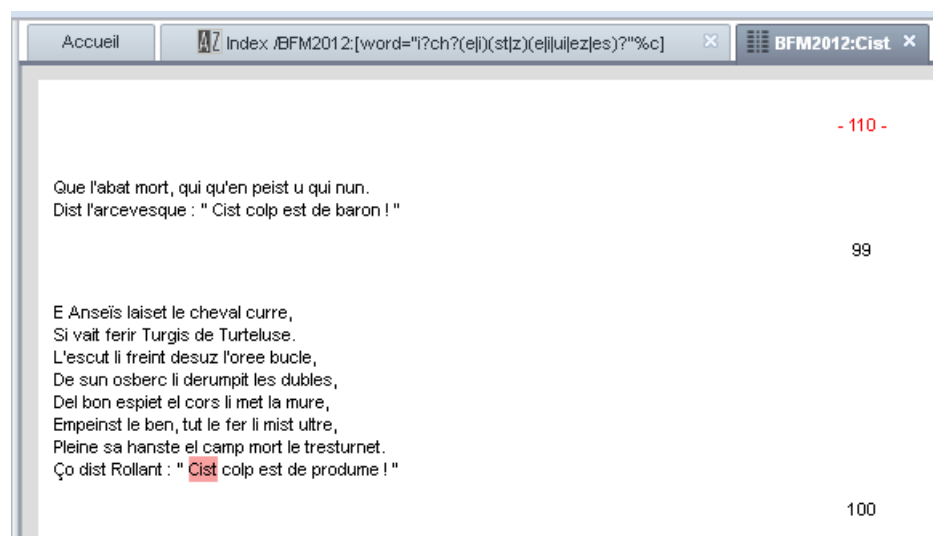 Accueil
AZ Index /BFM2012:[word="i?ch?(e|i)(st|z)(e|i|ui|ez|es)?"%c]
BFM2012:Cist
- 110 -
Que l'abat mort, qui qu'en peist u qui nun.
Dist l'arcevesque : " Cist colp est de baron ! "
99
E Anseïs laiset le cheval curre,
Si vait ferir Turgis de Turteluse.
L'escut li freint desuz l'oree bucle,
De sun osberc li derumpit les dubles,
Del bon espiet el cors li met la mure,
Empeinst le ben, tut le fer li mist ultre,
Pleine sa hanste el camp mort le tresturnet.
Ço dist Rollant : " Cist colp est de produme ! "
100